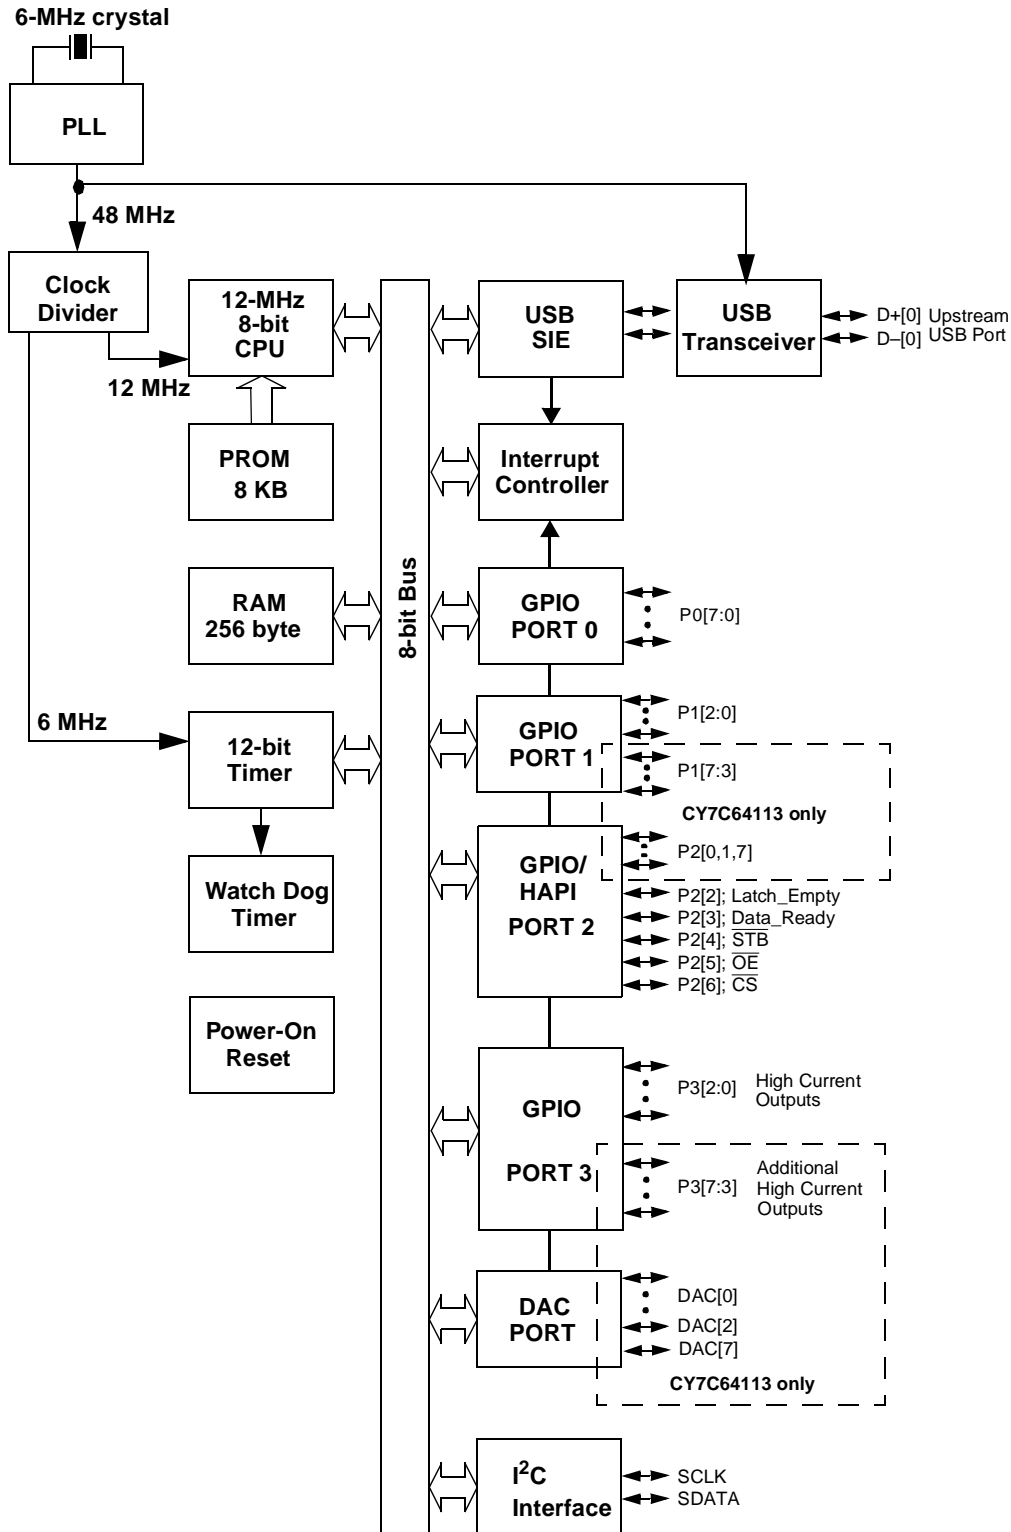 6-MHz crystal
PLL
48 MHz
Clock
Divider
12-MHz
8-bit
CPU
12 MHz
USB
SIE
USB
Transceiver
D+[0] Upstream
D–[0] USB Port
PROM
8 KB
Interrupt
Controller
8-bit Bus
RAM
256 byte
GPIO
PORT 0
P0[7:0]
6 MHz
12-bit
Timer
GPIO
PORT 1
P1[2:0]
P1[7:3]
CY7C64113 only
P2[0,1,7]
Watch Dog
Timer
GPIO/
HAPI
PORT 2
P2[2]; Latch_Empty
P2[3]; Data_Ready
P2[4]; S̅T̅B̅
P2[5]; O̅E̅
P2[6]; C̅S̅
Power-On
Reset
GPIO
PORT 3
P3[2:0]
High Current
Outputs
P3[7:3]
Additional
High Current
Outputs
DAC
PORT
DAC[0]
DAC[2]
DAC[7]
CY7C64113 only
I²C
Interface
SCLK
SDATA